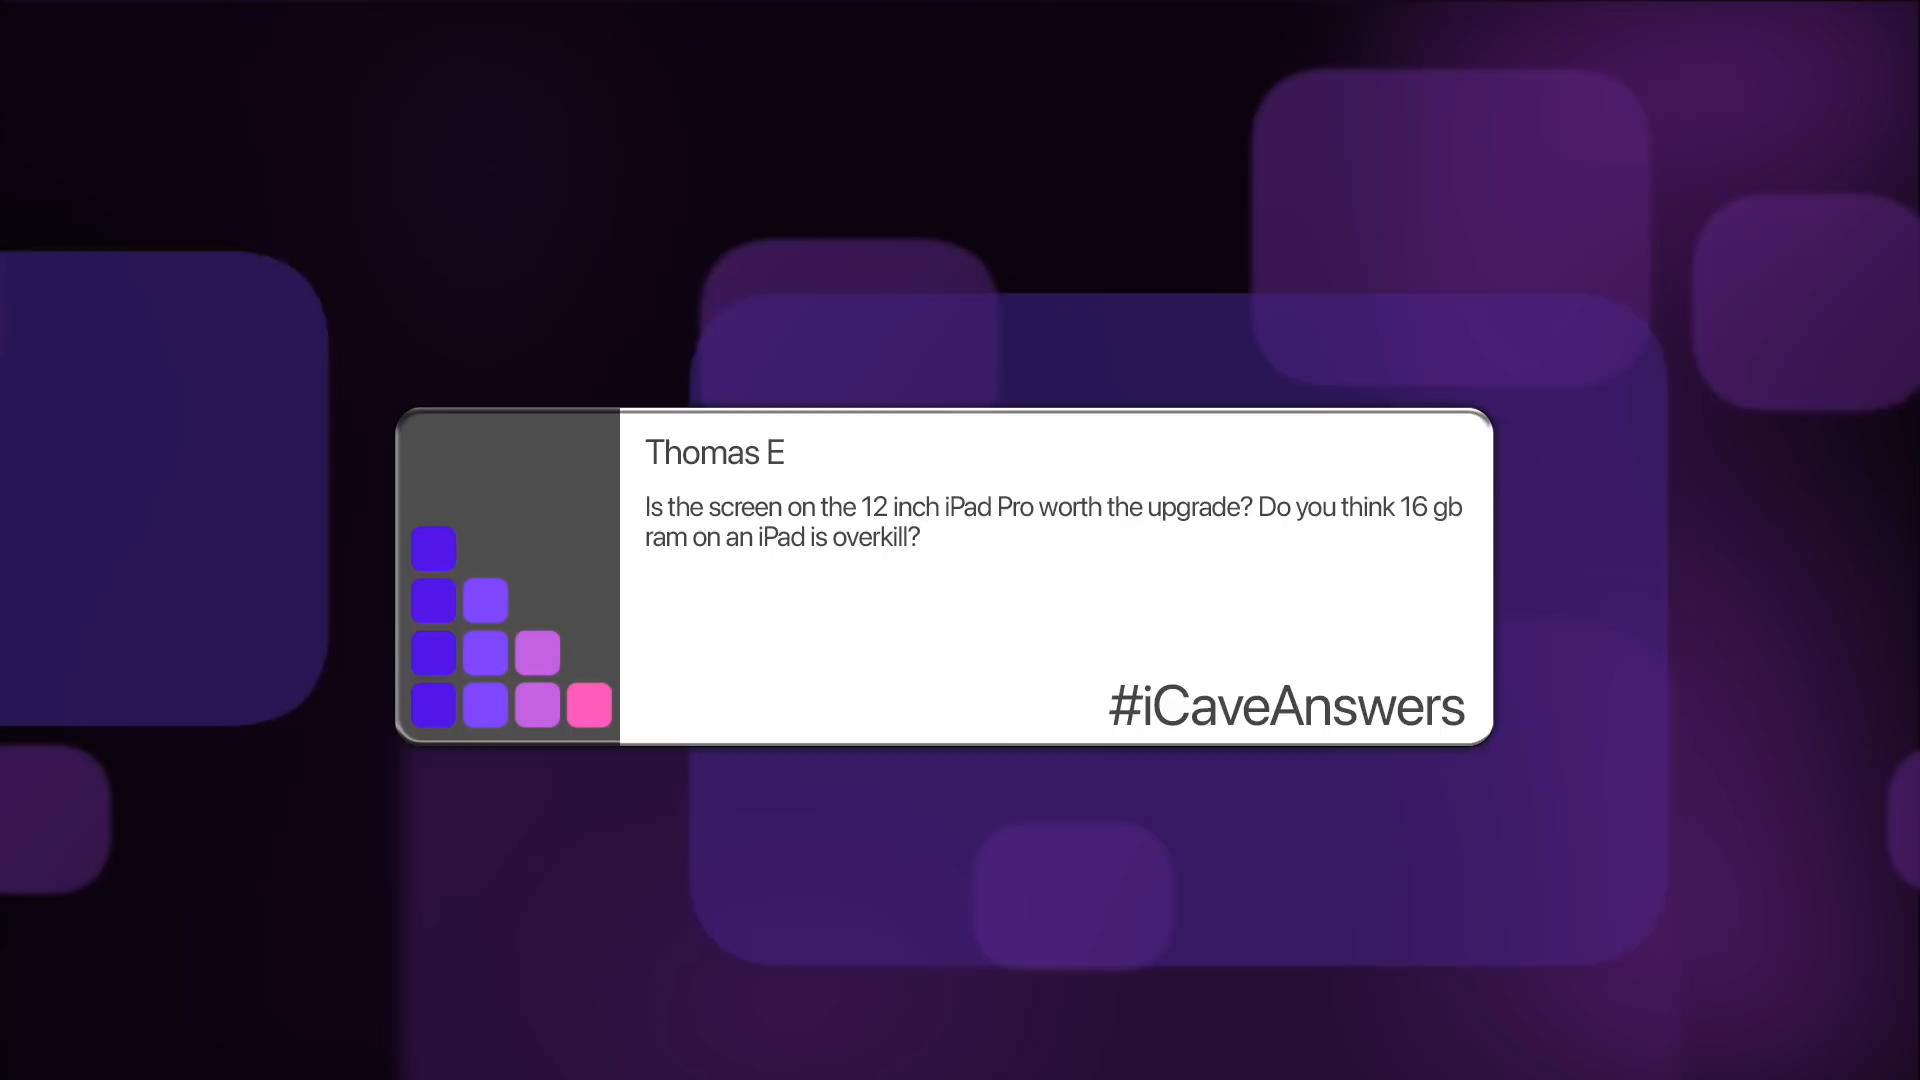 Thomas E
Is the screen on the 12 inch iPad Pro worth the upgrade? Do you think 16 gb
ram on an iPad is overkill?
#iCaveAnswers